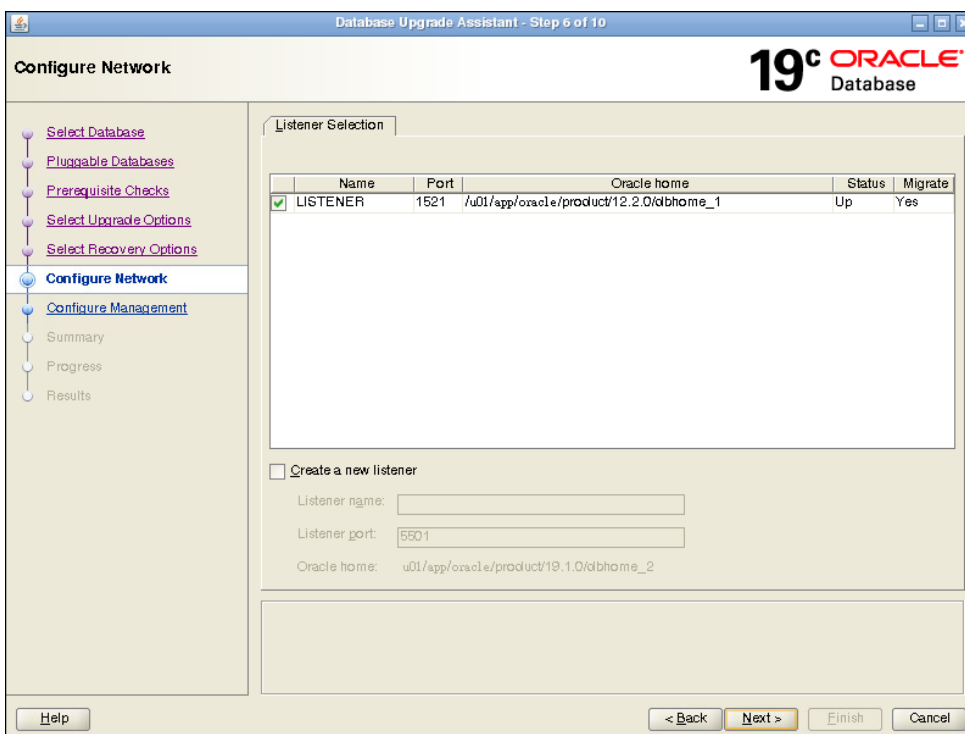 Database Upgrade Assistant - Step 6 of 10
Configure Network
19c ORACLE
Database
Select Database
Pluggable Databases
Prerequisite Checks
Select Upgrade Options
Select Recovery Options
Configure Network
Configure Management
Summary
Progress
Results
Listener Selection
Name Port Oracle home Status Migrate
LISTENER 1521 /u01/app/oracle/product/12.2.0/dbhome_1 Up Yes
Create a new listener
Listener name:
Listener port: 5501
Oracle home: u01/app/oracle/product/19.1.0/dbhome_2
Help < Back Next > Finish Cancel